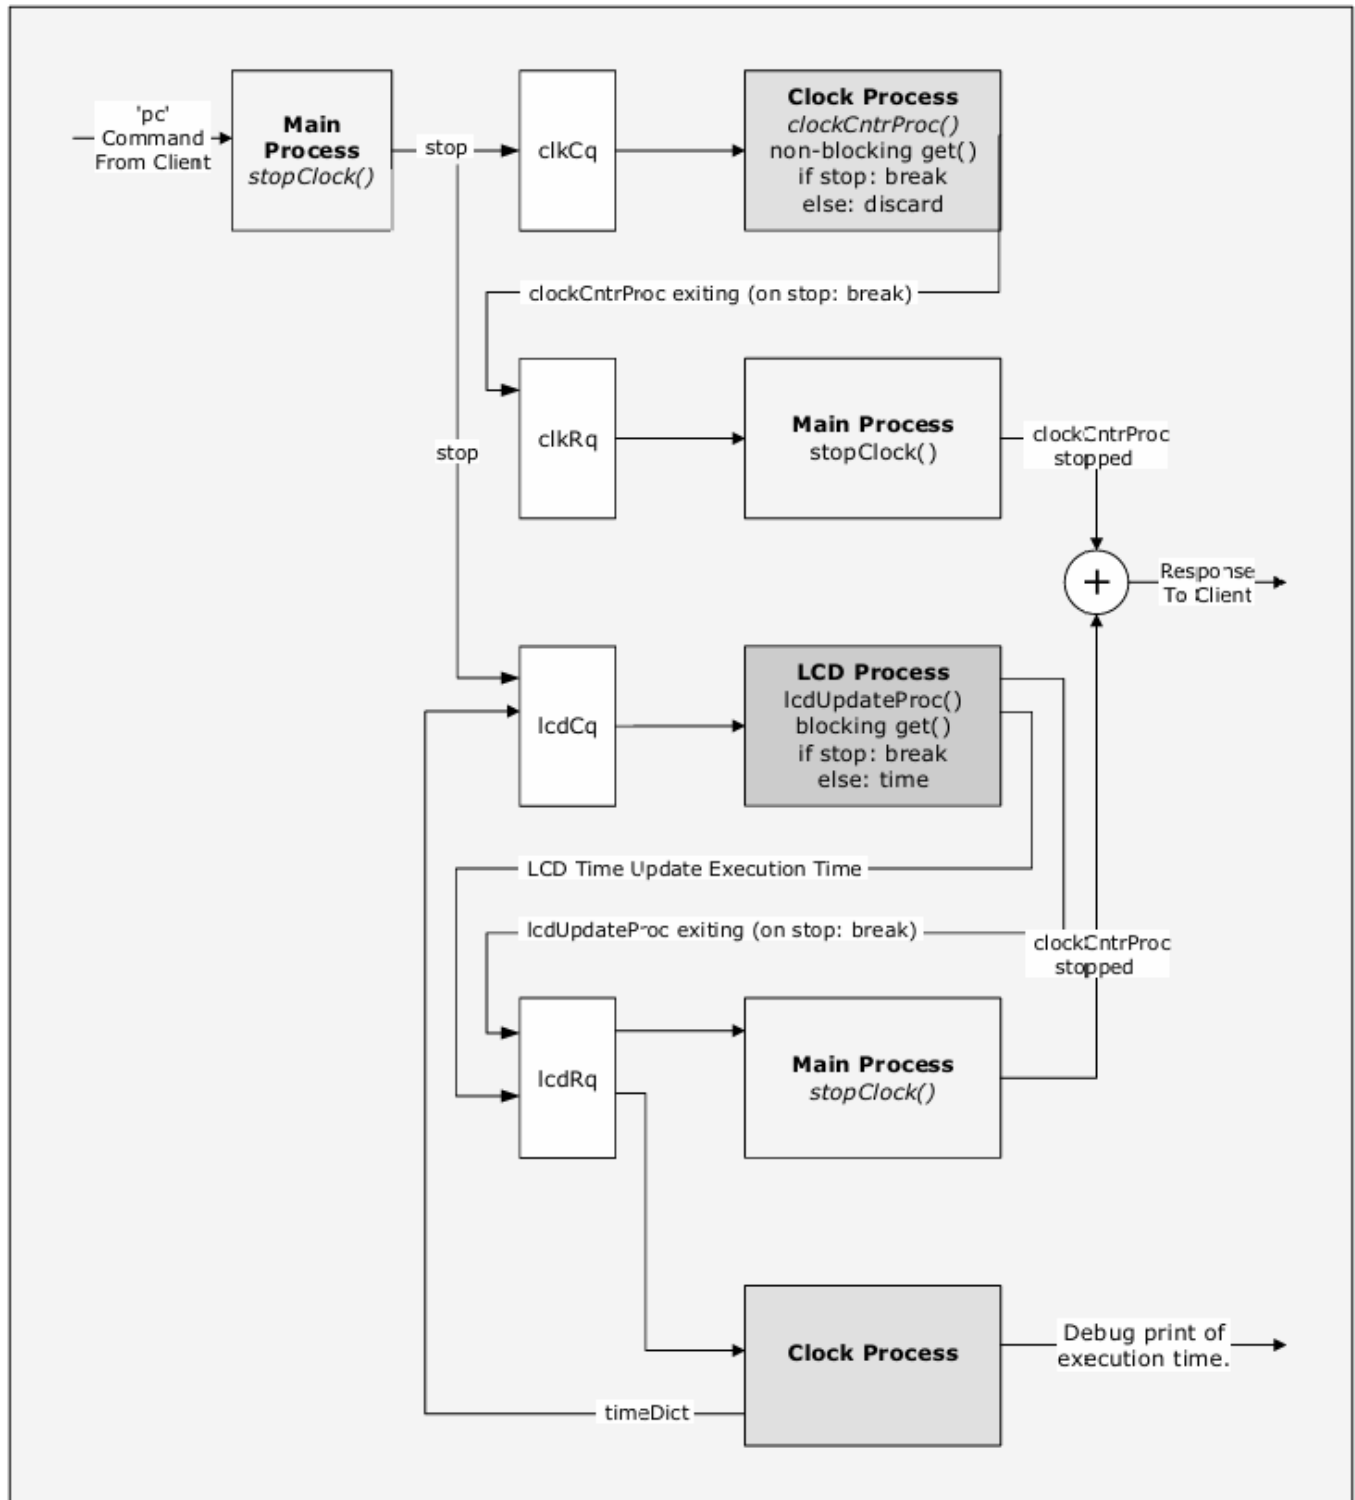 'pc'
Command
From Client
Main
Process
stopClock()
stop
clkCq
Clock Process
clockCntrProc()
non-blocking get()
if stop: break
else: discard
clockCntrProc exiting (on stop: break)
clkRq
Main Process
stopClock()
clockCntrProc
stopped
stop
+
Response
To Client
lcdCq
LCD Process
lcdUpdateProc()
blocking get()
if stop: break
else: time
LCD Time Update Execution Time
lcdUpdateProc exiting (on stop: break)
clockCntrProc
stopped
lcdRq
Main Process
stopClock()
Clock Process
Debug print of
execution time.
timeDict